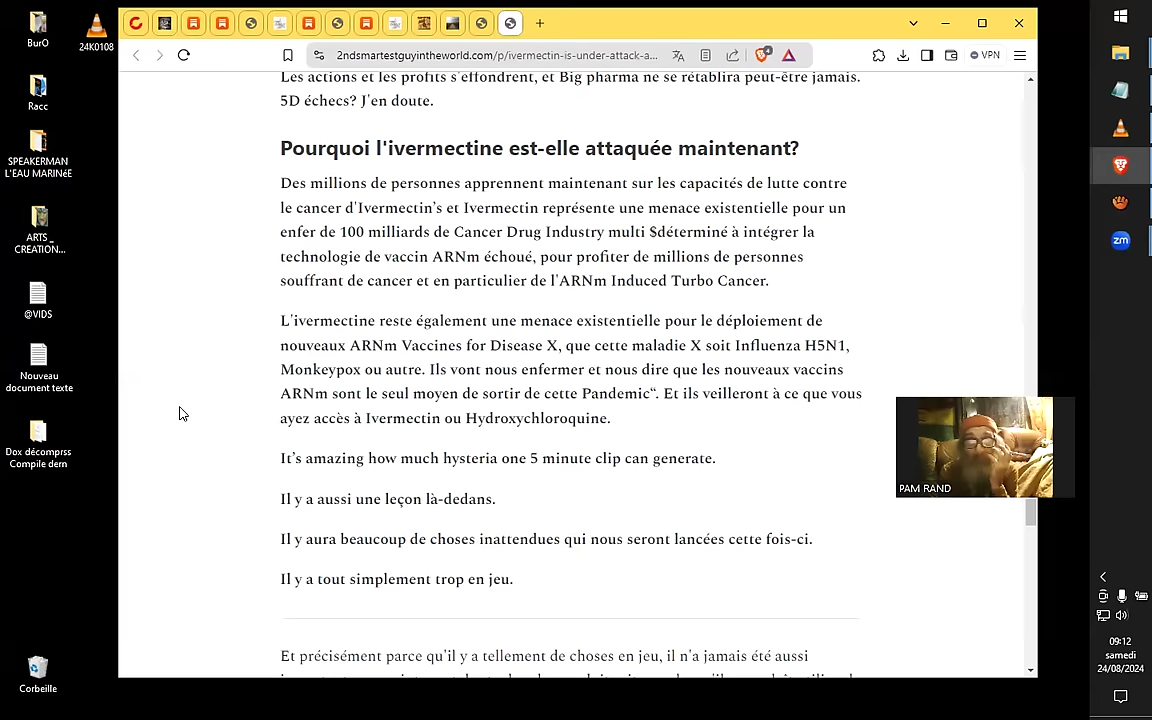 BurO
24K0108
Racc
SPEAKERMAN
L'EAU MARINéE
ARTS _
CREATION...
@VIDS
Nouveau
document texte
Dox décomprss
Compile dern
Corbeille
2ndsmartestguyintheworld.com/p/ivermectin-is-under-attack-a...
4
VPN
Les actions et les profits s'effondrent, et Big pharma ne se rétablira peut-être jamais.
5D échecs? J'en doute.
Pourquoi l'ivermectine est-elle attaquée maintenant?
Des millions de personnes apprennent maintenant sur les capacités de lutte contre
le cancer d'Ivermectin’s et Ivermectin représente une menace existentielle pour un
enfer de 100 milliards de Cancer Drug Industry multi $déterminé à intégrer la
technologie de vaccin ARNm échoué, pour profiter de millions de personnes
souffrant de cancer et en particulier de l'ARNm Induced Turbo Cancer.
L'ivermectine reste également une menace existentielle pour le déploiement de
nouveaux ARNm Vaccines for Disease X, que cette maladie X soit Influenza H5N1,
Monkeypox ou autre. Ils vont nous enfermer et nous dire que les nouveaux vaccins
ARNm sont le seul moyen de sortir de cette Pandemic“. Et ils veilleront à ce que vous
ayez accès à Ivermectin ou Hydroxychloroquine.
It’s amazing how much hysteria one 5 minute clip can generate.
Il y a aussi une leçon là-dedans.
Il y aura beaucoup de choses inattendues qui nous seront lancées cette fois-ci.
Il y a tout simplement trop en jeu.
Et précisément parce qu'il y a tellement de choses en jeu, il n'a jamais été aussi
PAM RAND
zm
09:12
samedi
24/08/2024